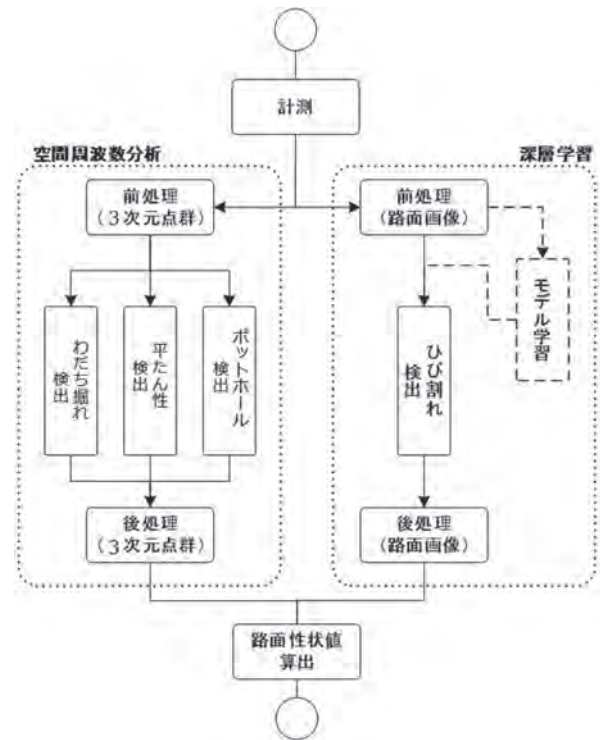 計測
空間周波数分析
深層学習
前処理
(3次元点群)
前処理
(路面画像)
モデル学習
わだち掘れ
検出
平たん性
検出
ポットホール
検出
ひび割れ
検出
後処理
(3次元点群)
後処理
(路面画像)
路面性状値
算出